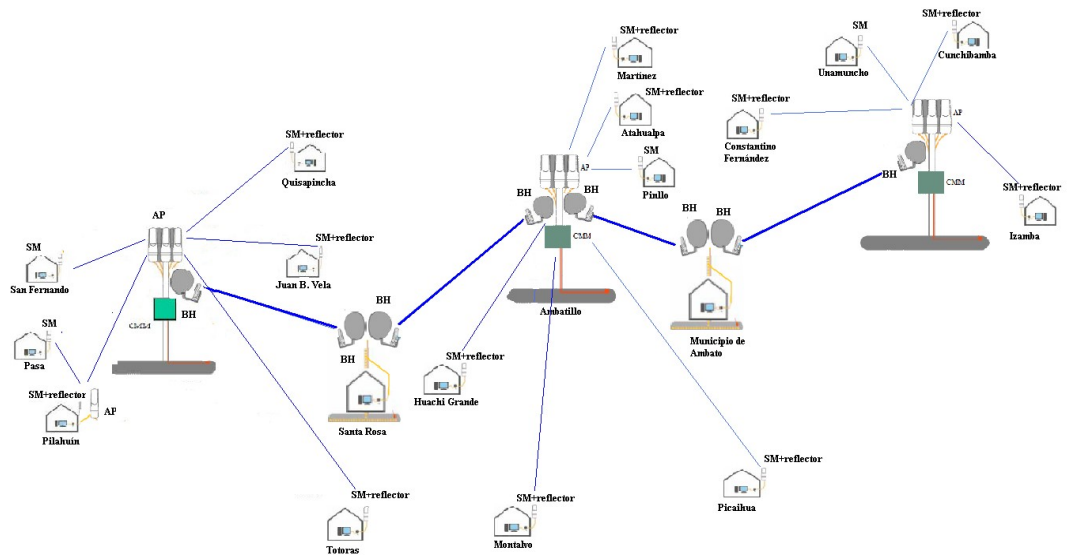 SM+reflector
Martínez
SM+reflector
Atahualpa
SM
Pinllo
AP
BH
BH
CMM
Ambatillo
SM
Unamuncho
SM+reflector
Cunchibamba
SM+reflector
Constantino
Fernández
AP
BH
CMM
SM+reflector
Izamba
SM+reflector
Quisapincha
AP
SM
San Fernando
SM+reflector
Juan B. Vela
CMM
BH
SM
Pasa
SM+reflector
AP
Pilahuin
BH
BH
Santa Rosa
BH
BH
Municipio de
Ambato
SM+reflector
Huachi Grande
SM+reflector
Totoras
SM+reflector
Montalvo
SM+reflector
Picaihua